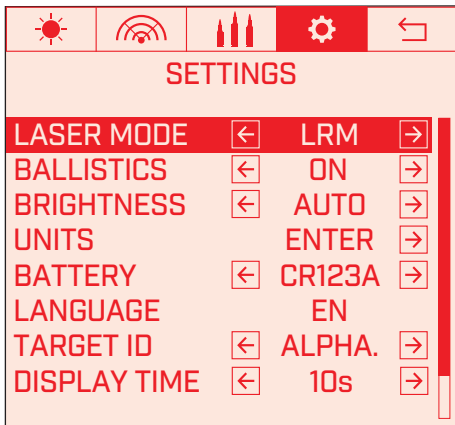 SETTINGS
LASER MODE ← LRM →
BALLISTICS ← ON →
BRIGHTNESS ← AUTO →
UNITS ENTER →
BATTERY ← CR123A →
LANGUAGE EN
TARGET ID ← ALPHA. →
DISPLAY TIME ← 10s →